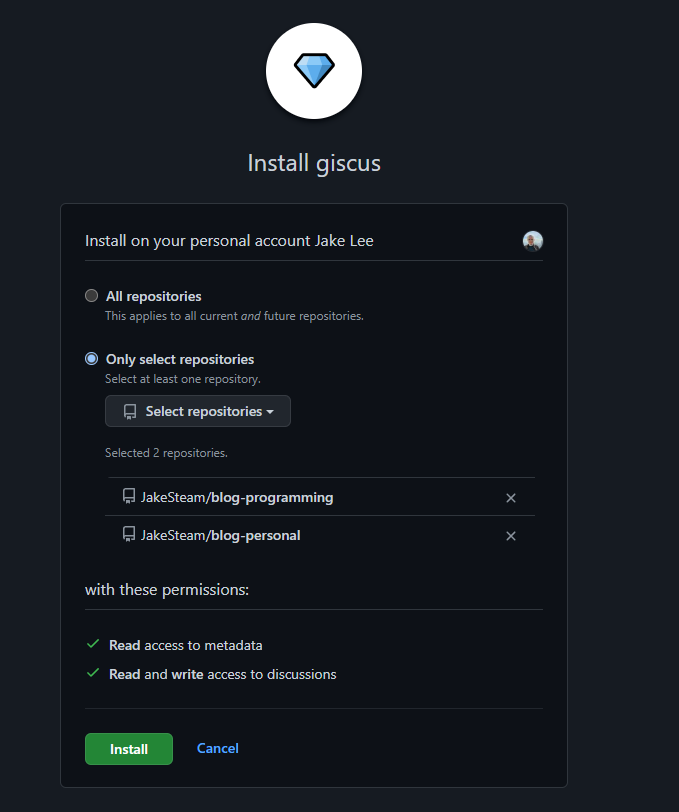 Install giscus
Install on your personal account Jake Lee
All repositories
This applies to all current and future repositories.
Only select repositories
Select at least one repository.
Select repositories
Selected 2 repositories.
JakeSteam/blog-programming
JakeSteam/blog-personal
with these permissions:
Read access to metadata
Read and write access to discussions
Install Cancel